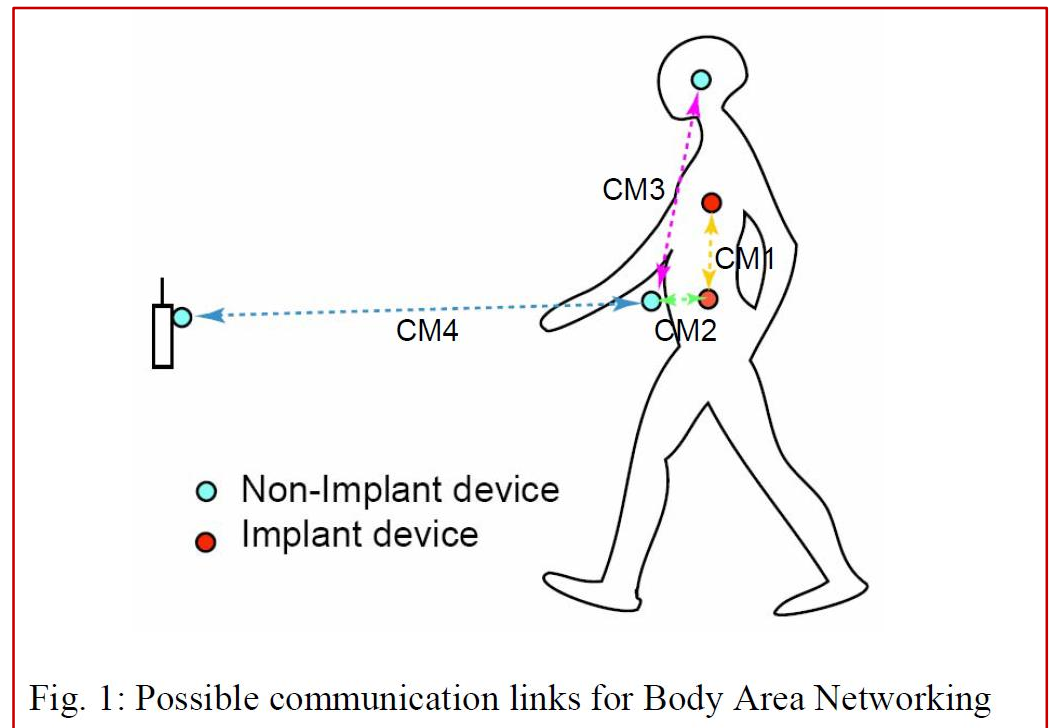 CM3
CM1
CM4
CM2
Non-Implant device
Implant device
Fig. 1: Possible communication links for Body Area Networking